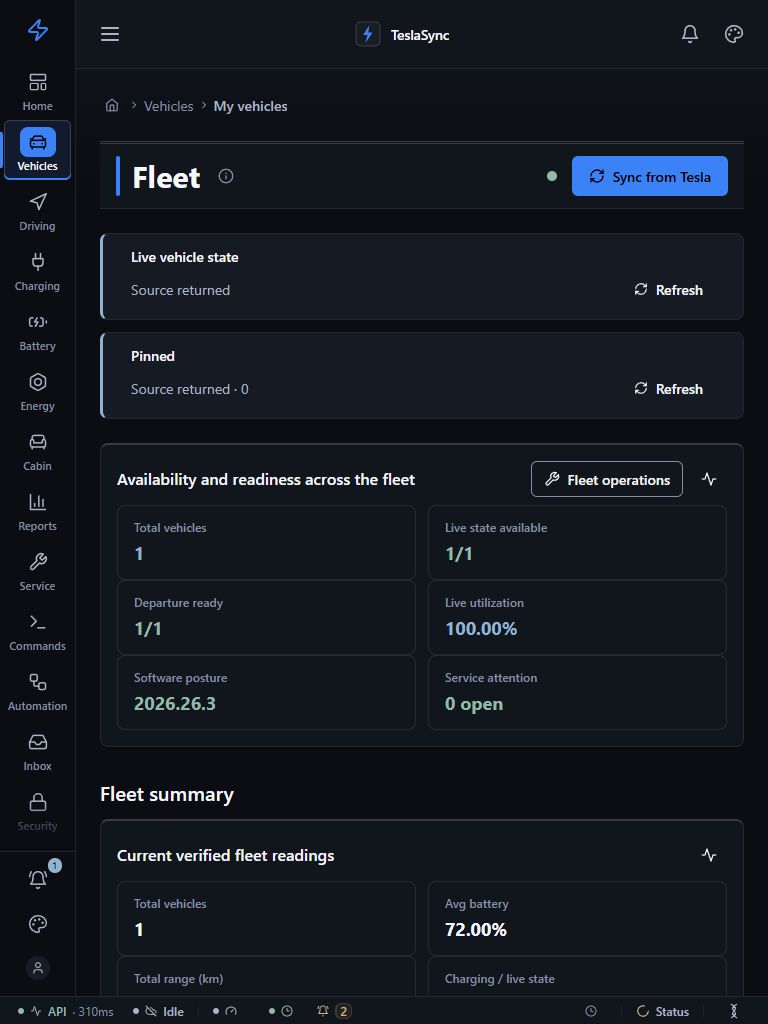 TeslaSync
Home
Vehicles
Driving
Charging
Battery
Energy
Cabin
Reports
Service
Commands
Automation
Inbox
Security
1
Vehicles
My vehicles
Fleet
Sync from Tesla
Live vehicle state
Source returned
Refresh
Pinned
Source returned · 0
Refresh
Availability and readiness across the fleet
Fleet operations
Total vehicles
1
Live state available
1/1
Departure ready
1/1
Live utilization
100.00%
Software posture
2026.26.3
Service attention
0 open
Fleet summary
Current verified fleet readings
Total vehicles
1
Avg battery
72.00%
Total range (km)
Charging / live state
API · 310ms
Idle
2
Status